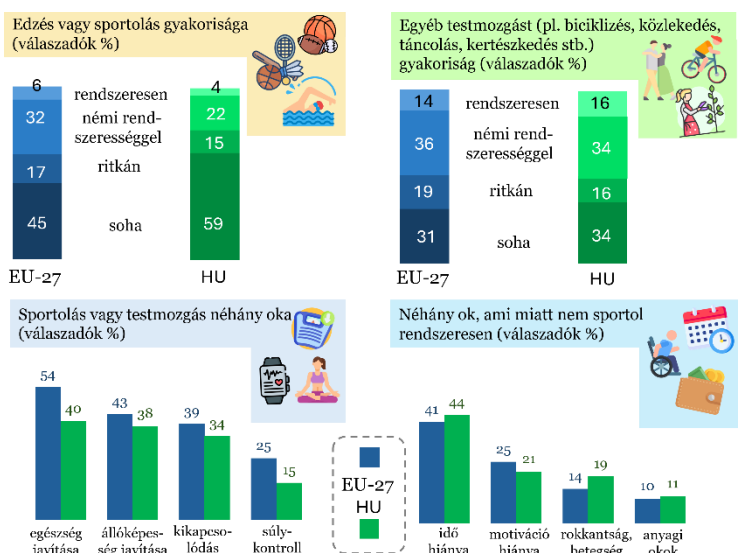 Edzés vagy sportolás gyakorisága
(válaszadók %)
6
32
17
45
EU-27
rendszeresen
némi rend-
szerességgel
ritkán
soha
4
22
15
59
HU
Egyéb testmozgást (pl. biciklizés, közlekedés,
táncolás, kertészkedés stb.)
gyakoriság (válaszadók %)
14
36
19
31
EU-27
rendszeresen
némi rend-
szerességgel
ritkán
soha
16
34
16
34
HU
Sportolás vagy testmozgás néhány oka
(válaszadók %)
54 40
43 38
39 34
25 15
egészség
javítása
állóképes-
ség javítása
kikapcso-
lódás
súly-
kontroll
EU-27
HU
Néhány ok, ami miatt nem sportol
rendszeresen (válaszadók %)
41 44
25 21
14 19
10 11
idő
hiánya
motiváció
hiánya
rokkantság,
betegség
anyagi
okok